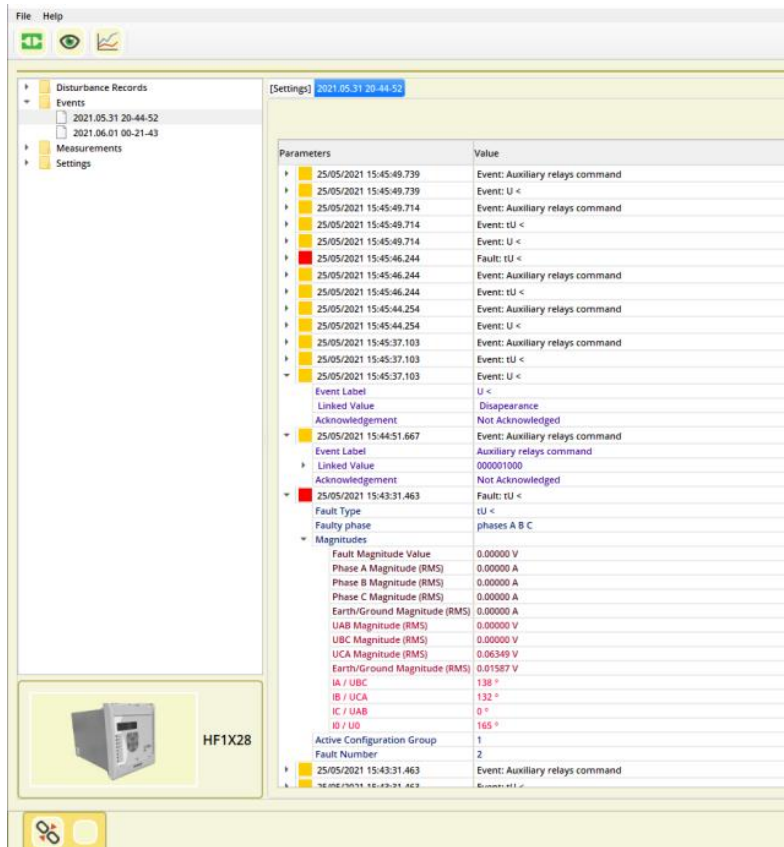 File Help
Disturbance Records
Events
2021.05.31 20-44-52
2021.06.01 00-21-43
Measurements
Settings
HF1X28
[Settings] 2021.05.31 20-44-52
Parameters Value
25/05/2021 15:45:49.739 Event: Auxiliary relays command
25/05/2021 15:45:49.739 Event: U <
25/05/2021 15:45:49.714 Event: Auxiliary relays command
25/05/2021 15:45:49.714 Event: tU <
25/05/2021 15:45:49.714 Event: U <
25/05/2021 15:45:46.244 Fault: tU <
25/05/2021 15:45:46.244 Event: Auxiliary relays command
25/05/2021 15:45:46.244 Event: tU <
25/05/2021 15:45:44.254 Event: Auxiliary relays command
25/05/2021 15:45:44.254 Event: U <
25/05/2021 15:45:37.103 Event: Auxiliary relays command
25/05/2021 15:45:37.103 Event: tU <
25/05/2021 15:45:37.103 Event: U <
Event Label U <
Linked Value Disapearance
Acknowledgement Not Acknowledged
25/05/2021 15:44:51.667 Event: Auxiliary relays command
Event Label Auxiliary relays command
Linked Value 000001000
Acknowledgement Not Acknowledged
25/05/2021 15:43:31.463 Fault: tU <
Fault Type tU <
Faulty phase phases A B C
Magnitudes
Fault Magnitude Value 0.00000 V
Phase A Magnitude (RMS) 0.00000 A
Phase B Magnitude (RMS) 0.00000 A
Phase C Magnitude (RMS) 0.00000 A
Earth/Ground Magnitude (RMS) 0.00000 A
UAB Magnitude (RMS) 0.00000 V
UBC Magnitude (RMS) 0.00000 V
UCA Magnitude (RMS) 0.06349 V
Earth/Ground Magnitude (RMS) 0.01587 V
IA / UBC 138 °
IB / UCA 132 °
IC / UAB 0 °
I0 / U0 165 °
Active Configuration Group 1
Fault Number 2
25/05/2021 15:43:31.463 Event: Auxiliary relays command
25/05/2021 15:43:31.463 Event: tU <